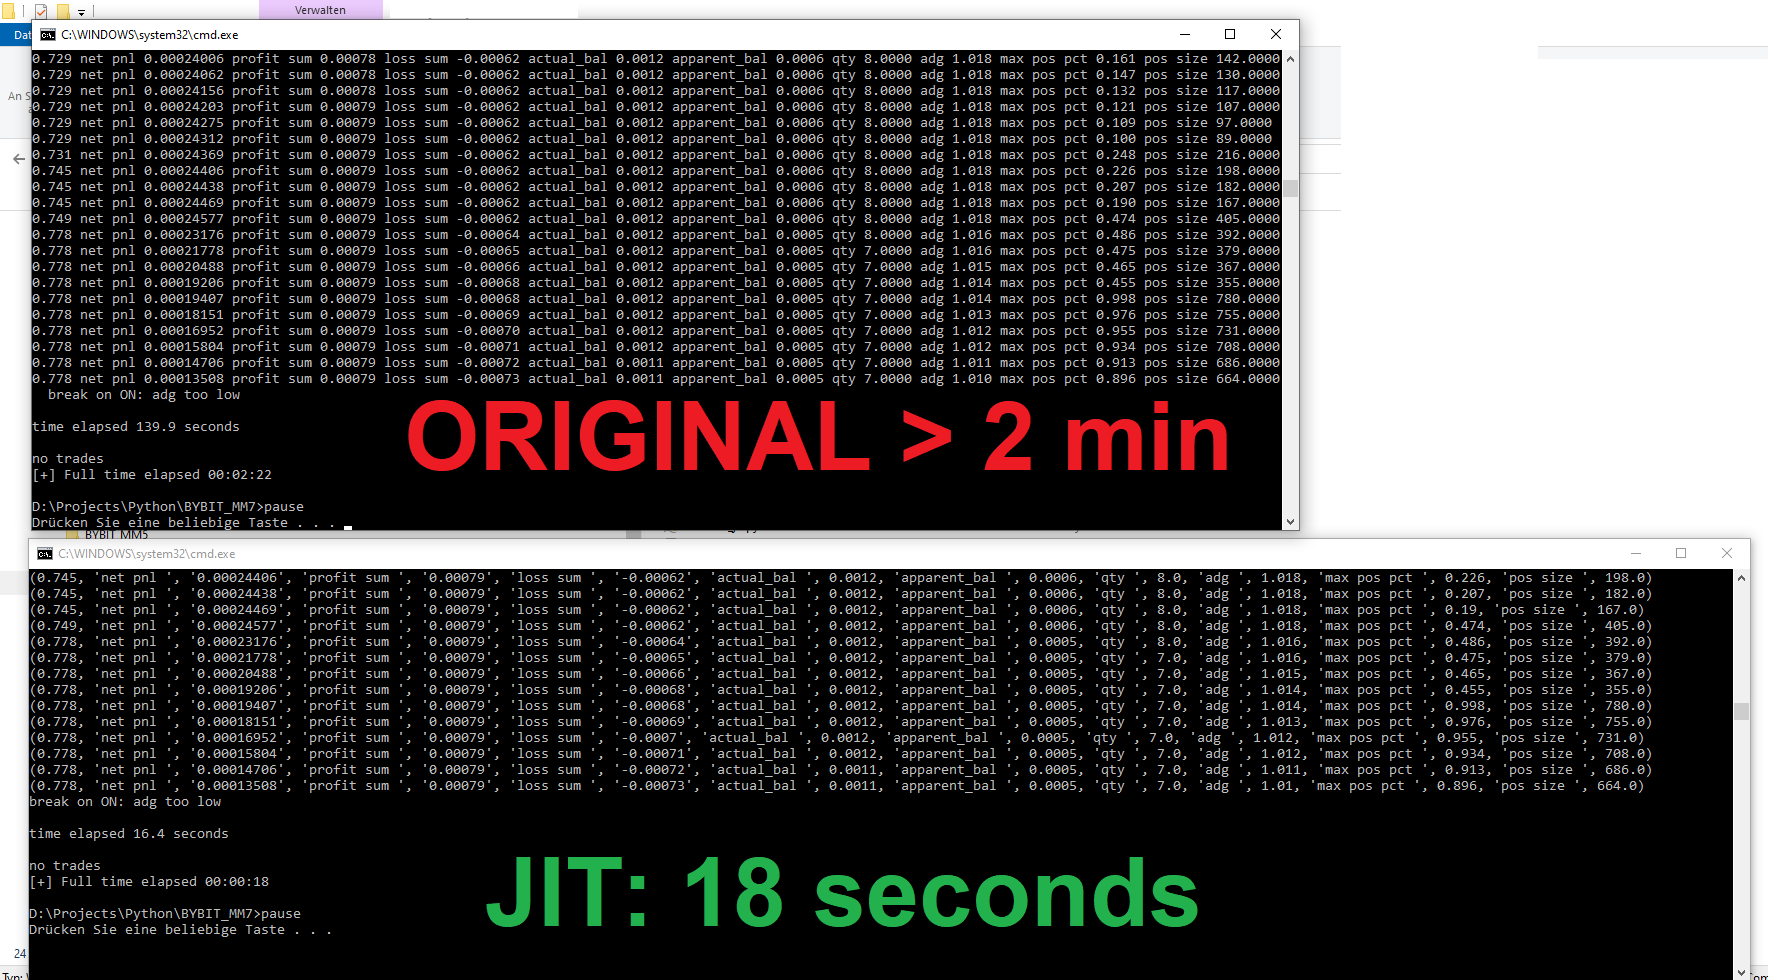 Verwalten
Dat
C:\WINDOWS\system32\cmd.exe
An S
0.729 net pnl 0.00024006 profit sum 0.00078 loss sum -0.00062 actual_bal 0.0012 apparent_bal 0.0006 qty 8.0000 adg 1.018 max pos pct 0.161 pos size 142.0000
0.729 net pnl 0.00024062 profit sum 0.00078 loss sum -0.00062 actual_bal 0.0012 apparent_bal 0.0006 qty 8.0000 adg 1.018 max pos pct 0.147 pos size 130.0000
0.729 net pnl 0.00024156 profit sum 0.00078 loss sum -0.00062 actual_bal 0.0012 apparent_bal 0.0006 qty 8.0000 adg 1.018 max pos pct 0.132 pos size 117.0000
0.729 net pnl 0.00024203 profit sum 0.00079 loss sum -0.00062 actual_bal 0.0012 apparent_bal 0.0006 qty 8.0000 adg 1.018 max pos pct 0.121 pos size 107.0000
0.729 net pnl 0.00024275 profit sum 0.00079 loss sum -0.00062 actual_bal 0.0012 apparent_bal 0.0006 qty 8.0000 adg 1.018 max pos pct 0.109 pos size 97.0000
0.729 net pnl 0.00024312 profit sum 0.00079 loss sum -0.00062 actual_bal 0.0012 apparent_bal 0.0006 qty 8.0000 adg 1.018 max pos pct 0.100 pos size 89.0000
0.731 net pnl 0.00024369 profit sum 0.00079 loss sum -0.00062 actual_bal 0.0012 apparent_bal 0.0006 qty 8.0000 adg 1.018 max pos pct 0.248 pos size 216.0000
0.745 net pnl 0.00024406 profit sum 0.00079 loss sum -0.00062 actual_bal 0.0012 apparent_bal 0.0006 qty 8.0000 adg 1.018 max pos pct 0.226 pos size 198.0000
0.745 net pnl 0.00024438 profit sum 0.00079 loss sum -0.00062 actual_bal 0.0012 apparent_bal 0.0006 qty 8.0000 adg 1.018 max pos pct 0.207 pos size 182.0000
0.745 net pnl 0.00024469 profit sum 0.00079 loss sum -0.00062 actual_bal 0.0012 apparent_bal 0.0006 qty 8.0000 adg 1.018 max pos pct 0.190 pos size 167.0000
0.749 net pnl 0.00024577 profit sum 0.00079 loss sum -0.00062 actual_bal 0.0012 apparent_bal 0.0006 qty 8.0000 adg 1.018 max pos pct 0.474 pos size 405.0000
0.778 net pnl 0.00023176 profit sum 0.00079 loss sum -0.00064 actual_bal 0.0012 apparent_bal 0.0005 qty 8.0000 adg 1.016 max pos pct 0.486 pos size 392.0000
0.778 net pnl 0.00021778 profit sum 0.00079 loss sum -0.00065 actual_bal 0.0012 apparent_bal 0.0005 qty 7.0000 adg 1.016 max pos pct 0.475 pos size 379.0000
0.778 net pnl 0.00020488 profit sum 0.00079 loss sum -0.00066 actual_bal 0.0012 apparent_bal 0.0005 qty 7.0000 adg 1.015 max pos pct 0.465 pos size 367.0000
0.778 net pnl 0.00019206 profit sum 0.00079 loss sum -0.00068 actual_bal 0.0012 apparent_bal 0.0005 qty 7.0000 adg 1.014 max pos pct 0.455 pos size 355.0000
0.778 net pnl 0.00019407 profit sum 0.00079 loss sum -0.00068 actual_bal 0.0012 apparent_bal 0.0005 qty 7.0000 adg 1.014 max pos pct 0.998 pos size 780.0000
0.778 net pnl 0.00018151 profit sum 0.00079 loss sum -0.00069 actual_bal 0.0012 apparent_bal 0.0005 qty 7.0000 adg 1.013 max pos pct 0.976 pos size 755.0000
0.778 net pnl 0.00016952 profit sum 0.00079 loss sum -0.00070 actual_bal 0.0012 apparent_bal 0.0005 qty 7.0000 adg 1.012 max pos pct 0.955 pos size 731.0000
0.778 net pnl 0.00015804 profit sum 0.00079 loss sum -0.00071 actual_bal 0.0012 apparent_bal 0.0005 qty 7.0000 adg 1.012 max pos pct 0.934 pos size 708.0000
0.778 net pnl 0.00014706 profit sum 0.00079 loss sum -0.00072 actual_bal 0.0011 apparent_bal 0.0005 qty 7.0000 adg 1.011 max pos pct 0.913 pos size 686.0000
0.778 net pnl 0.00013508 profit sum 0.00079 loss sum -0.00073 actual_bal 0.0011 apparent_bal 0.0005 qty 7.0000 adg 1.010 max pos pct 0.896 pos size 664.0000
break on ON: adg too low
ORIGINAL > 2 min
time elapsed 139.9 seconds
no trades
[+] Full time elapsed 00:02:22
D:\Projects\Python\BYBIT_MM7>pause
Drücken Sie eine beliebige Taste . . .
BYBIT MM5
C:\WINDOWS\system32\cmd.exe
(0.745, 'net pnl ', '0.00024406', 'profit sum ', '0.00079', 'loss sum ', '-0.00062', 'actual_bal ', 0.0012, 'apparent_bal ', 0.0006, 'qty ', 8.0, 'adg ', 1.018, 'max pos pct ', 0.226, 'pos size ', 198.0)
(0.745, 'net pnl ', '0.00024438', 'profit sum ', '0.00079', 'loss sum ', '-0.00062', 'actual_bal ', 0.0012, 'apparent_bal ', 0.0006, 'qty ', 8.0, 'adg ', 1.018, 'max pos pct ', 0.207, 'pos size ', 182.0)
(0.745, 'net pnl ', '0.00024469', 'profit sum ', '0.00079', 'loss sum ', '-0.00062', 'actual_bal ', 0.0012, 'apparent_bal ', 0.0006, 'qty ', 8.0, 'adg ', 1.018, 'max pos pct ', 0.19, 'pos size ', 167.0)
(0.749, 'net pnl ', '0.00024577', 'profit sum ', '0.00079', 'loss sum ', '-0.00062', 'actual_bal ', 0.0012, 'apparent_bal ', 0.0006, 'qty ', 8.0, 'adg ', 1.018, 'max pos pct ', 0.474, 'pos size ', 405.0)
(0.778, 'net pnl ', '0.00023176', 'profit sum ', '0.00079', 'loss sum ', '-0.00064', 'actual_bal ', 0.0012, 'apparent_bal ', 0.0005, 'qty ', 8.0, 'adg ', 1.016, 'max pos pct ', 0.486, 'pos size ', 392.0)
(0.778, 'net pnl ', '0.00021778', 'profit sum ', '0.00079', 'loss sum ', '-0.00065', 'actual_bal ', 0.0012, 'apparent_bal ', 0.0005, 'qty ', 7.0, 'adg ', 1.016, 'max pos pct ', 0.475, 'pos size ', 379.0)
(0.778, 'net pnl ', '0.00020488', 'profit sum ', '0.00079', 'loss sum ', '-0.00066', 'actual_bal ', 0.0012, 'apparent_bal ', 0.0005, 'qty ', 7.0, 'adg ', 1.015, 'max pos pct ', 0.465, 'pos size ', 367.0)
(0.778, 'net pnl ', '0.00019206', 'profit sum ', '0.00079', 'loss sum ', '-0.00068', 'actual_bal ', 0.0012, 'apparent_bal ', 0.0005, 'qty ', 7.0, 'adg ', 1.014, 'max pos pct ', 0.455, 'pos size ', 355.0)
(0.778, 'net pnl ', '0.00019407', 'profit sum ', '0.00079', 'loss sum ', '-0.00068', 'actual_bal ', 0.0012, 'apparent_bal ', 0.0005, 'qty ', 7.0, 'adg ', 1.014, 'max pos pct ', 0.998, 'pos size ', 780.0)
(0.778, 'net pnl ', '0.00018151', 'profit sum ', '0.00079', 'loss sum ', '-0.00069', 'actual_bal ', 0.0012, 'apparent_bal ', 0.0005, 'qty ', 7.0, 'adg ', 1.013, 'max pos pct ', 0.976, 'pos size ', 755.0)
(0.778, 'net pnl ', '0.00016952', 'profit sum ', '0.00079', 'loss sum ', '-0.0007', 'actual_bal ', 0.0012, 'apparent_bal ', 0.0005, 'qty ', 7.0, 'adg ', 1.012, 'max pos pct ', 0.955, 'pos size ', 731.0)
(0.778, 'net pnl ', '0.00015804', 'profit sum ', '0.00079', 'loss sum ', '-0.00071', 'actual_bal ', 0.0012, 'apparent_bal ', 0.0005, 'qty ', 7.0, 'adg ', 1.012, 'max pos pct ', 0.934, 'pos size ', 708.0)
(0.778, 'net pnl ', '0.00014706', 'profit sum ', '0.00079', 'loss sum ', '-0.00072', 'actual_bal ', 0.0011, 'apparent_bal ', 0.0005, 'qty ', 7.0, 'adg ', 1.011, 'max pos pct ', 0.913, 'pos size ', 686.0)
(0.778, 'net pnl ', '0.00013508', 'profit sum ', '0.00079', 'loss sum ', '-0.00073', 'actual_bal ', 0.0011, 'apparent_bal ', 0.0005, 'qty ', 7.0, 'adg ', 1.01, 'max pos pct ', 0.896, 'pos size ', 664.0)
break on ON: adg too low
time elapsed 16.4 seconds
JIT: 18 seconds
no trades
[+] Full time elapsed 00:00:18
D:\Projects\Python\BYBIT_MM7>pause
Drücken Sie eine beliebige Taste . . .
24